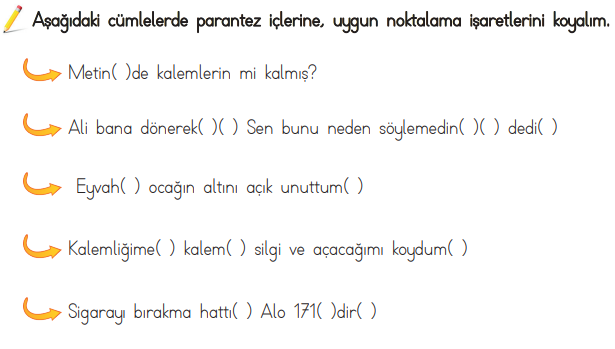 Aşağıdaki cümlelerde parantez içlerine, uygun noktalama işaretlerini koyalım.
Metin( )de kalemlerin mi kalmış?
Ali bana dönerek( )( ) Sen bunu neden söylemedin( )( ) dedi( )
Eyvah( ) ocağın altını açık unuttum( )
Kalemliğime( ) kalem( ) silgi ve açacağımı koydum( )
Sigarayı bırakma hattı( ) Alo 171( )dir( )